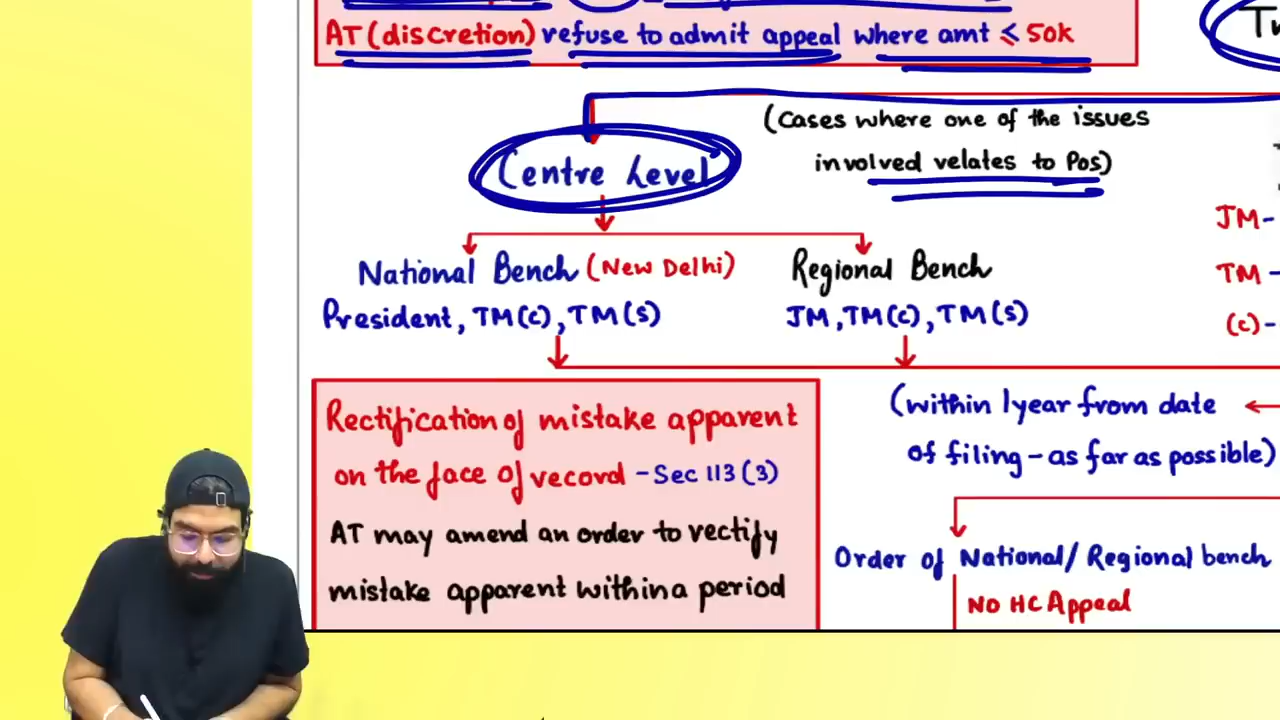 AT (discretion) refuse to admit appeal where amt ≤ 50k
(Cases where one of the issues
involved relates to Pos)
Centre Level
National Bench (New Delhi)
President, TM(C), TM(S)
Regional Bench
JM, TM(C), TM(S)
JM-
TM-
(C)-
Rectification of mistake apparent
on the face of record - Sec 113 (3)
AT may amend an order to rectify
mistake apparent within a period
(within 1 year from date
of filing - as far as possible)
Order of National/Regional bench
NO HC Appeal